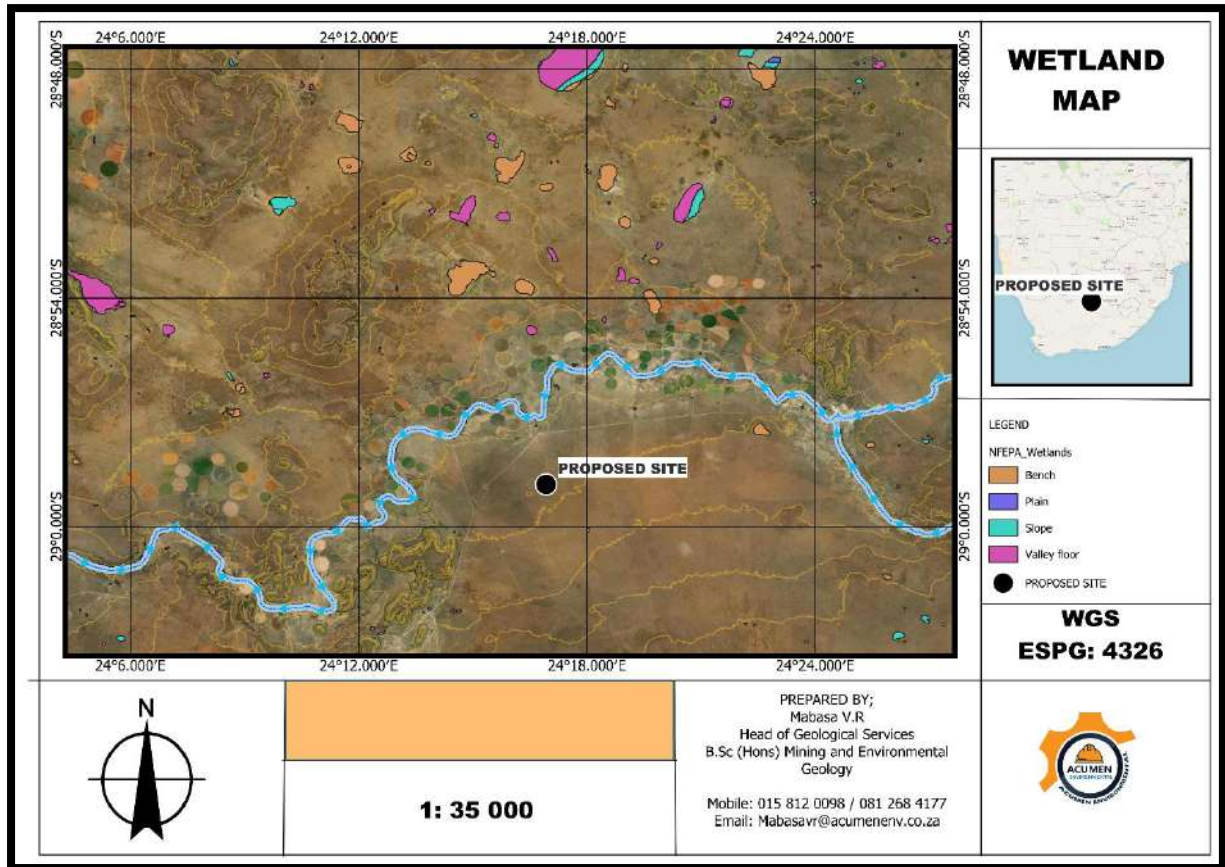 24°6.000'E
24°12.000'E
24°18.000'E
24°24.000'E
28°48.000'S
28°54.000'S
29°0.000'S
28°48.000'S
28°54.000'S
29°0.000'S
PROPOSED SITE
24°6.000'E
24°12.000'E
24°18.000'E
24°24.000'E
WETLAND
MAP
PROPOSED SITE
LEGEND
NFEPA_Wetlands
Bench
Plain
Slope
Valley floor
PROPOSED SITE
WGS
ESPG: 4326
N
1: 35 000
PREPARED BY;
Mabasa V.R
Head of Geological Services
B.Sc (Hons) Mining and Environmental
Geology
Mobile: 015 812 0098 / 081 268 4177
Email: Mabasavr@acumenenv.co.za
ACUMEN
ENVIRONMENTAL
ACUMEN ENVIRONMENTAL